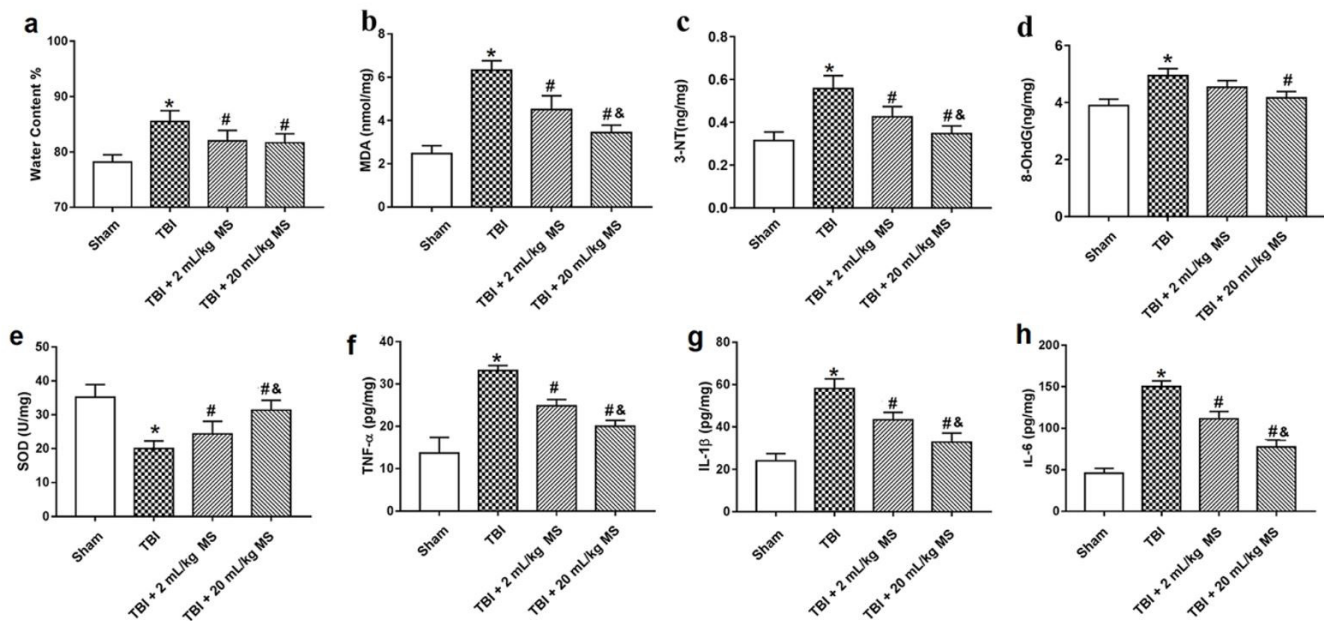 a
Water Content %
100
90
80
70
*
#
#
Sham
TBI
TBI + 2 mL/kg MS
TBI + 20 mL/kg MS
b
MDA (nmol/mg)
8
6
4
2
0
*
#
#&
Sham
TBI
TBI + 2 mL/kg MS
TBI + 20 mL/kg MS
c
3-NT(ng/mg)
0.8
0.6
0.4
0.2
0.0
*
#
#&
Sham
TBI
TBI + 2 mL/kg MS
TBI + 20 mL/kg MS
d
8-OhdG(ng/mg)
6
4
2
0
*
#
Sham
TBI
TBI + 2 mL/kg MS
TBI + 20 mL/kg MS
e
SOD (U/mg)
50
40
30
20
10
0
*
#
#&
Sham
TBI
TBI + 2 mL/kg MS
TBI + 20 mL/kg MS
f
TNF-α (pg/mg)
40
30
20
10
0
*
#
#&
Sham
TBI
TBI + 2 mL/kg MS
TBI + 20 mL/kg MS
g
IL-1β (pg/mg)
80
60
40
20
0
*
#
#&
Sham
TBI
TBI + 2 mL/kg MS
TBI + 20 mL/kg MS
h
IL-6 (pg/mg)
200
150
100
50
0
*
#
#&
Sham
TBI
TBI + 2 mL/kg MS
TBI + 20 mL/kg MS